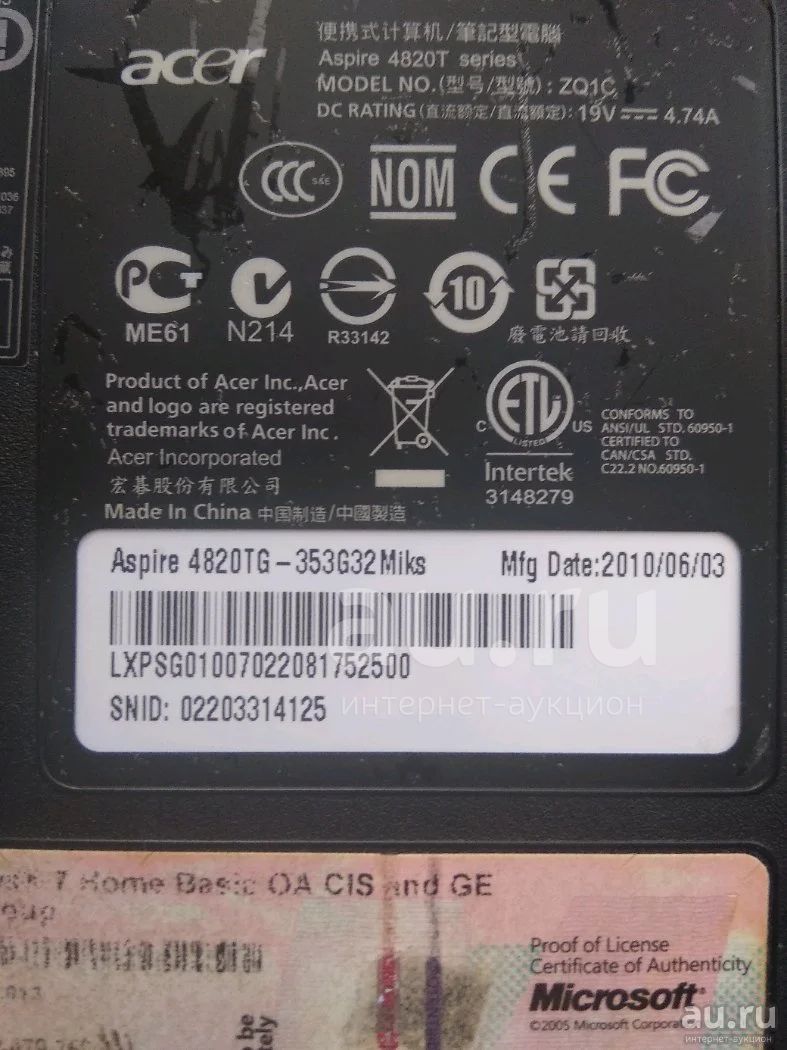 acer
便携式计算机/筆記型電腦
Aspire 4820T series
MODEL NO.(型号/型號) : ZQ1C
DC RATING(直流额定/直流額定): 19V 4.74A
CCC S&E
NOM
CE
FC
PCT
ME61
N214
R33142
10
廢電池請回收
Product of Acer Inc.,Acer
and logo are registered
trademarks of Acer Inc.
Acer Incorporated
宏碁股份有限公司
Made In China 中国制造/中國製造
C ETL US
LISTED
Intertek
3148279
CONFORMS TO
ANSI/UL STD. 60950-1
CERTIFIED TO
CAN/CSA STD.
C22.2 NO.60950-1
Aspire 4820TG-353G32Miks
Mfg Date:2010/06/03
LXPSG01007022081752500
SNID: 02203314125
au.ru
интернет-аукцион
7 Home Basic OA CIS and GE
Proof of License
Certificate of Authenticity
Microsoft
©2005 Microsoft
au.ru
интернет-аукцион